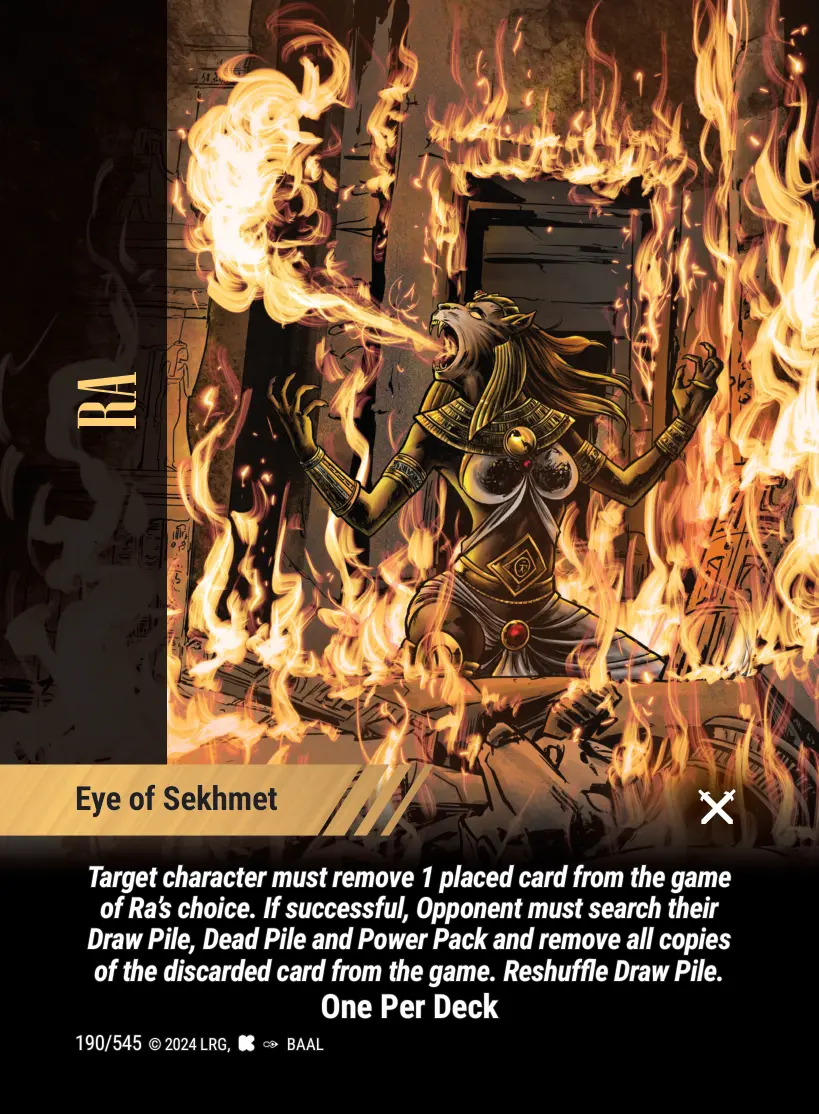 RA
Eye of Sekhmet
Target character must remove 1 placed card from the game
of Ra's choice. If successful, Opponent must search their
Draw Pile, Dead Pile and Power Pack and remove all copies
of the discarded card from the game. Reshuffle Draw Pile.
One Per Deck
190/545 © 2024 LRG, K ✑ BAAL